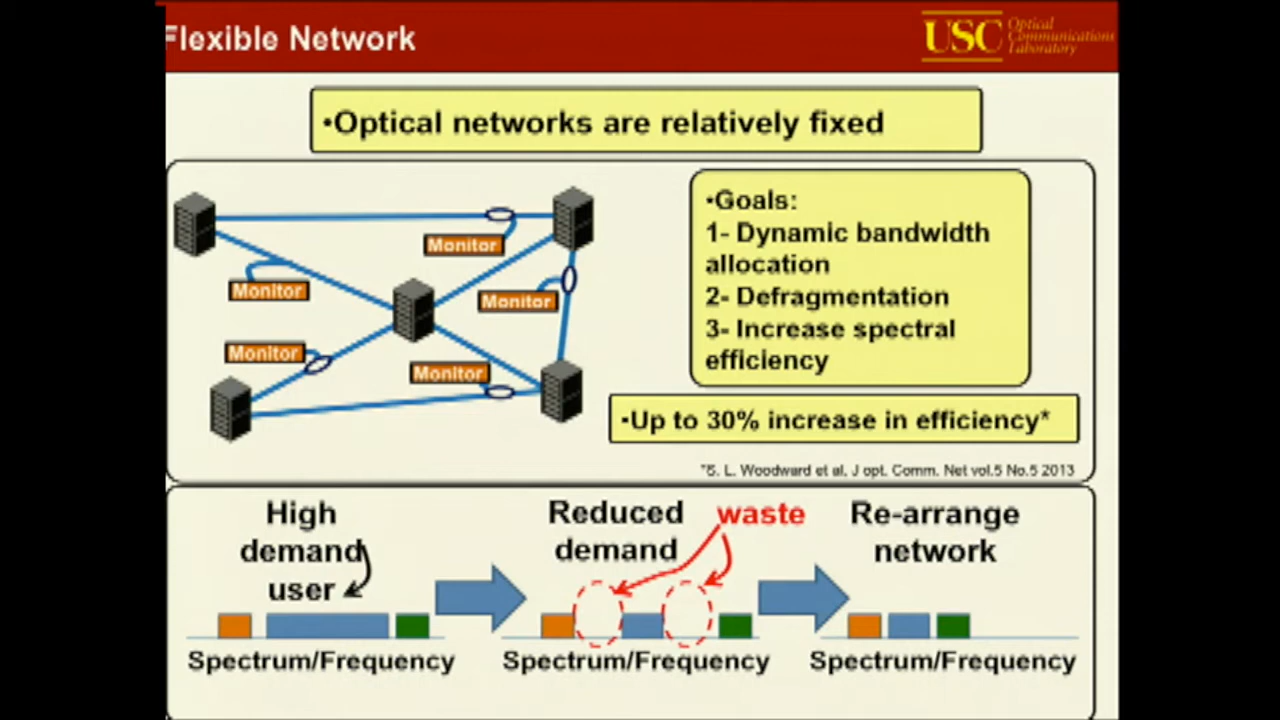 Flexible Network
USC Optical
Communications
Laboratory
•Optical networks are relatively fixed
Monitor
Monitor
Monitor
Monitor
Monitor
•Goals:
1- Dynamic bandwidth
allocation
2- Defragmentation
3- Increase spectral
efficiency
•Up to 30% increase in efficiency*
*S. L. Woodward et al. J opt. Comm. Net vol.5 No.5 2013
High
demand
user
Spectrum/Frequency
Reduced
demand
waste
Spectrum/Frequency
Re-arrange
network
Spectrum/Frequency